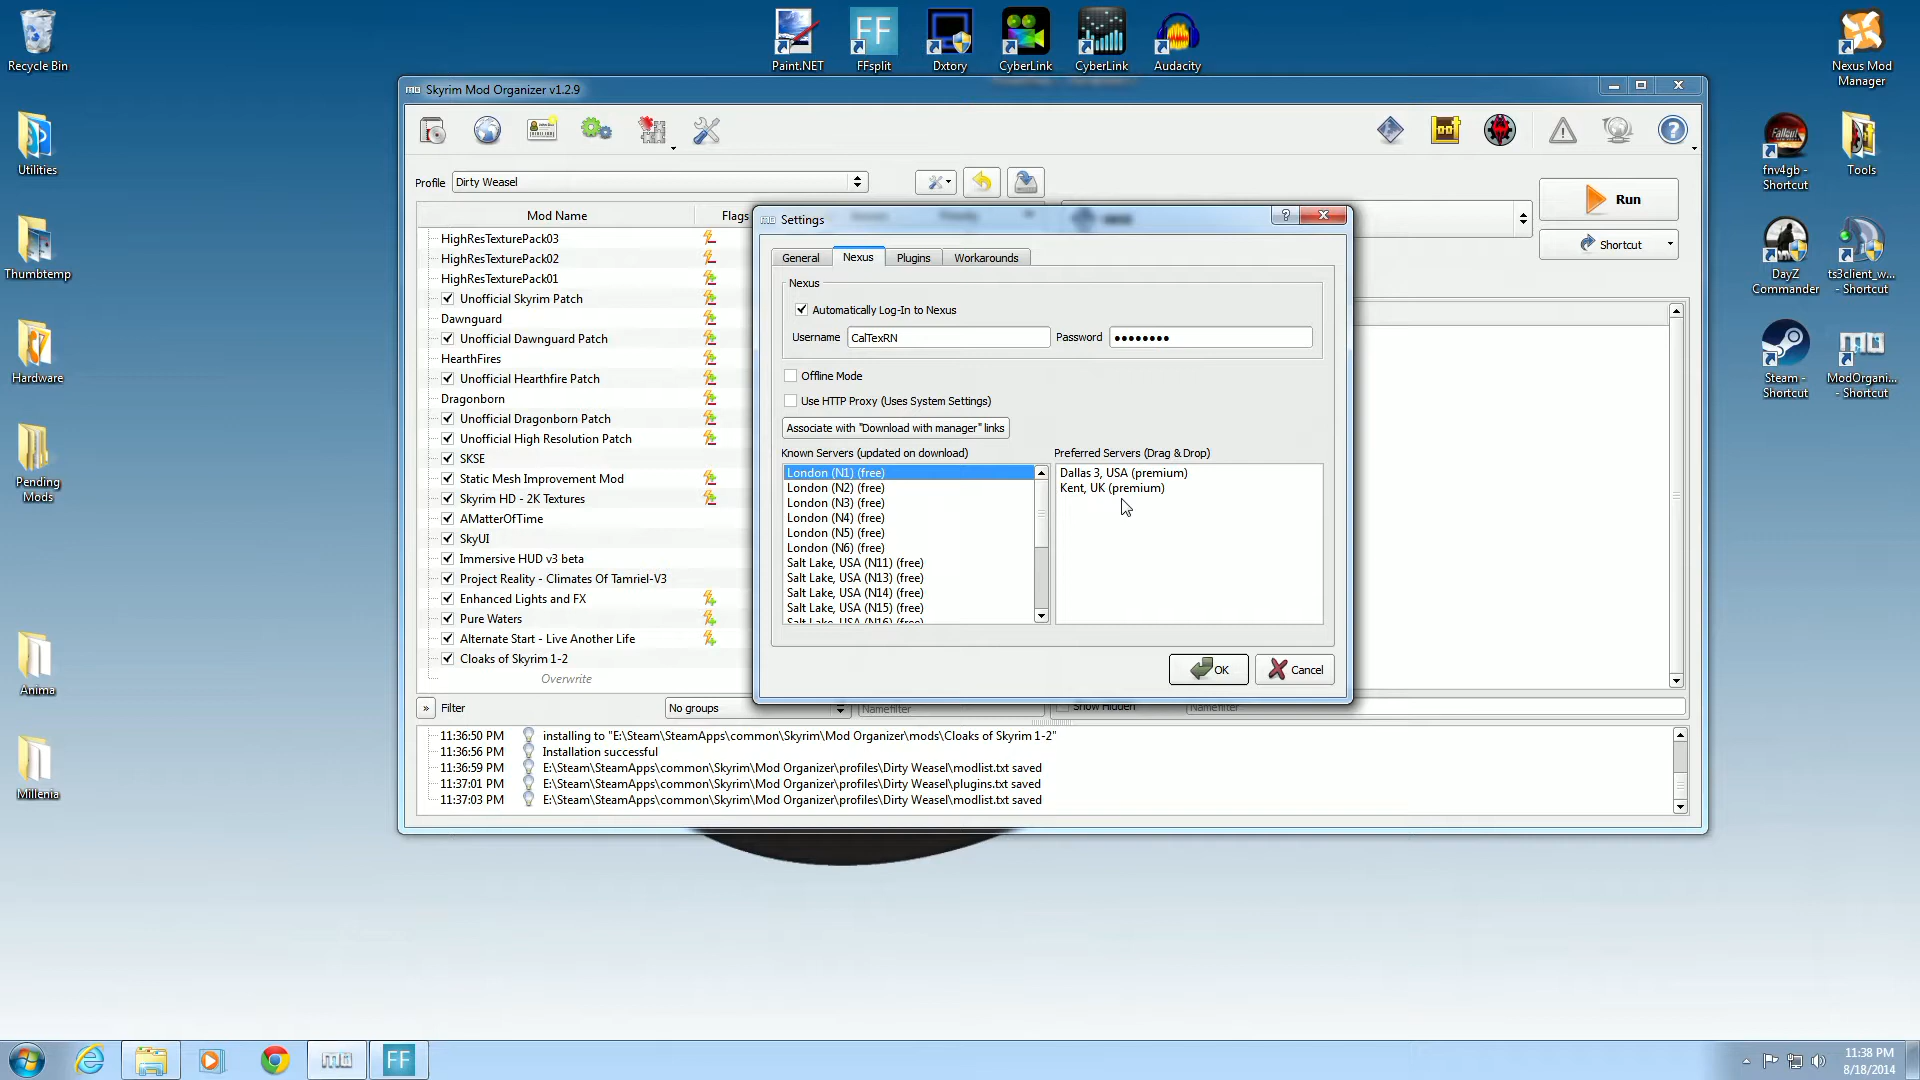 Recycle Bin
Utilities
Thumbtemp
Hardware
Pending
Mods
Anima
Millenia
Paint.NET
FFsplit
Dxtory
CyberLink
CyberLink
Audacity
Nexus Mod
Manager
fnv4gb -
Shortcut
Tools
DayZ
Commander
ts3client_w...
- Shortcut
Steam -
Shortcut
ModOrgani...
- Shortcut
Skyrim Mod Organizer v1.2.9
Profile
Dirty Weasel
Run
Shortcut
Mod Name
Flags
HighResTexturePack03
HighResTexturePack02
HighResTexturePack01
Unofficial Skyrim Patch
Dawnguard
Unofficial Dawnguard Patch
HearthFires
Unofficial Hearthfire Patch
Dragonborn
Unofficial Dragonborn Patch
Unofficial High Resolution Patch
SKSE
Static Mesh Improvement Mod
Skyrim HD - 2K Textures
AMatterOfTime
SkyUI
Immersive HUD v3 beta
Project Reality - Climates Of Tamriel-V3
Enhanced Lights and FX
Pure Waters
Alternate Start - Live Another Life
Cloaks of Skyrim 1-2
Overwrite
» Filter
No groups
Namefilter
Show Hidden
Namefilter
Settings
General
Nexus
Plugins
Workarounds
Nexus
Automatically Log-In to Nexus
Username
CalTexRN
Password
●●●●●●●●
Offline Mode
Use HTTP Proxy (Uses System Settings)
Associate with "Download with manager" links
Known Servers (updated on download)
London (N1) (free)
London (N2) (free)
London (N3) (free)
London (N4) (free)
London (N5) (free)
London (N6) (free)
Salt Lake, USA (N11) (free)
Salt Lake, USA (N13) (free)
Salt Lake, USA (N14) (free)
Salt Lake, USA (N15) (free)
Salt Lake, USA (N16) (free)
Preferred Servers (Drag & Drop)
Dallas 3, USA (premium)
Kent, UK (premium)
OK
Cancel
11:36:50 PM installing to "E:\Steam\SteamApps\common\Skyrim\Mod Organizer\mods\Cloaks of Skyrim 1-2"
11:36:56 PM Installation successful
11:36:59 PM E:\Steam\SteamApps\common\Skyrim\Mod Organizer\profiles\Dirty Weasel\modlist.txt saved
11:37:01 PM E:\Steam\SteamApps\common\Skyrim\Mod Organizer\profiles\Dirty Weasel\plugins.txt saved
11:37:03 PM E:\Steam\SteamApps\common\Skyrim\Mod Organizer\profiles\Dirty Weasel\modlist.txt saved
FF
11:38 PM
8/18/2014